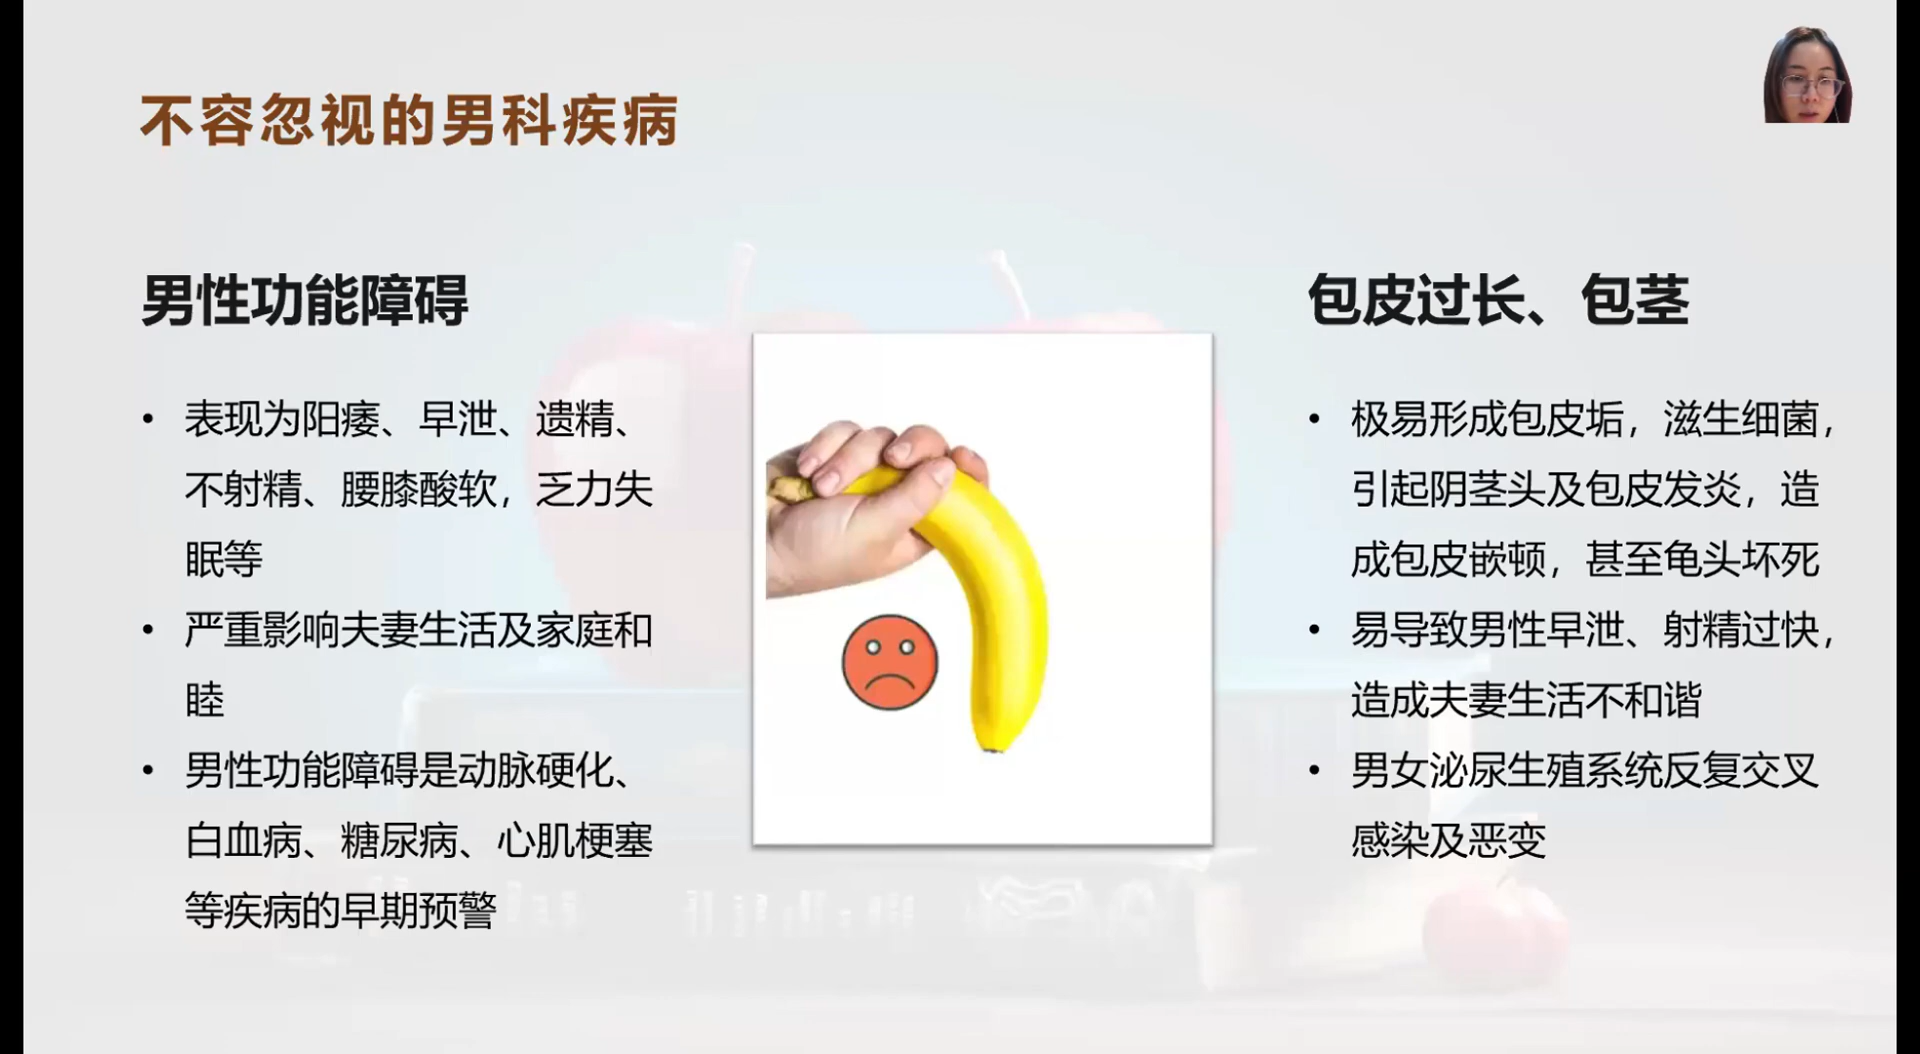 不容忽视的男科疾病
男性功能障碍
• 表现为阳痿、早泄、遗精、
不射精、腰膝酸软，乏力失
眠等
• 严重影响夫妻生活及家庭和
睦
• 男性功能障碍是动脉硬化、
白血病、糖尿病、心肌梗塞
等疾病的早期预警
包皮过长、包茎
• 极易形成包皮垢，滋生细菌，
引起阴茎头及包皮发炎，造
成包皮嵌顿，甚至龟头坏死
• 易导致男性早泄、射精过快，
造成夫妻生活不和谐
• 男女泌尿生殖系统反复交叉
感染及恶变